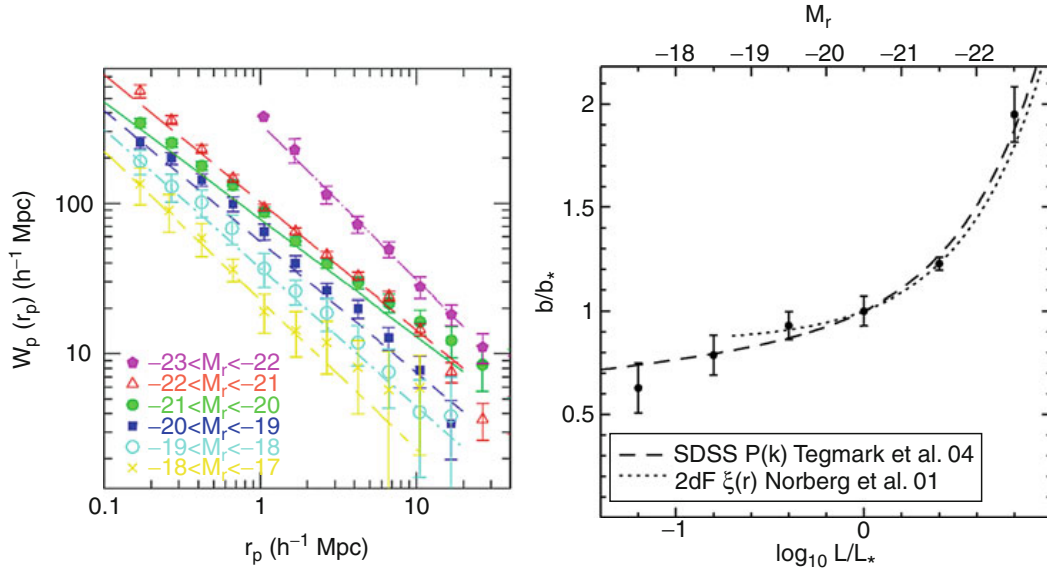 W_p (r_p) (h⁻¹ Mpc)
100
10
−23<M_r<−22
−22<M_r<−21
−21<M_r<−20
−20<M_r<−19
−19<M_r<−18
−18<M_r<−17
0.1 1 10
r_p (h⁻¹ Mpc)
M_r
−18 −19 −20 −21 −22
b/b_*
2
1.5
1
0.5
SDSS P(k) Tegmark et al. 04
2dF ξ(r) Norberg et al. 01
−1 0
log₁₀ L/L_*